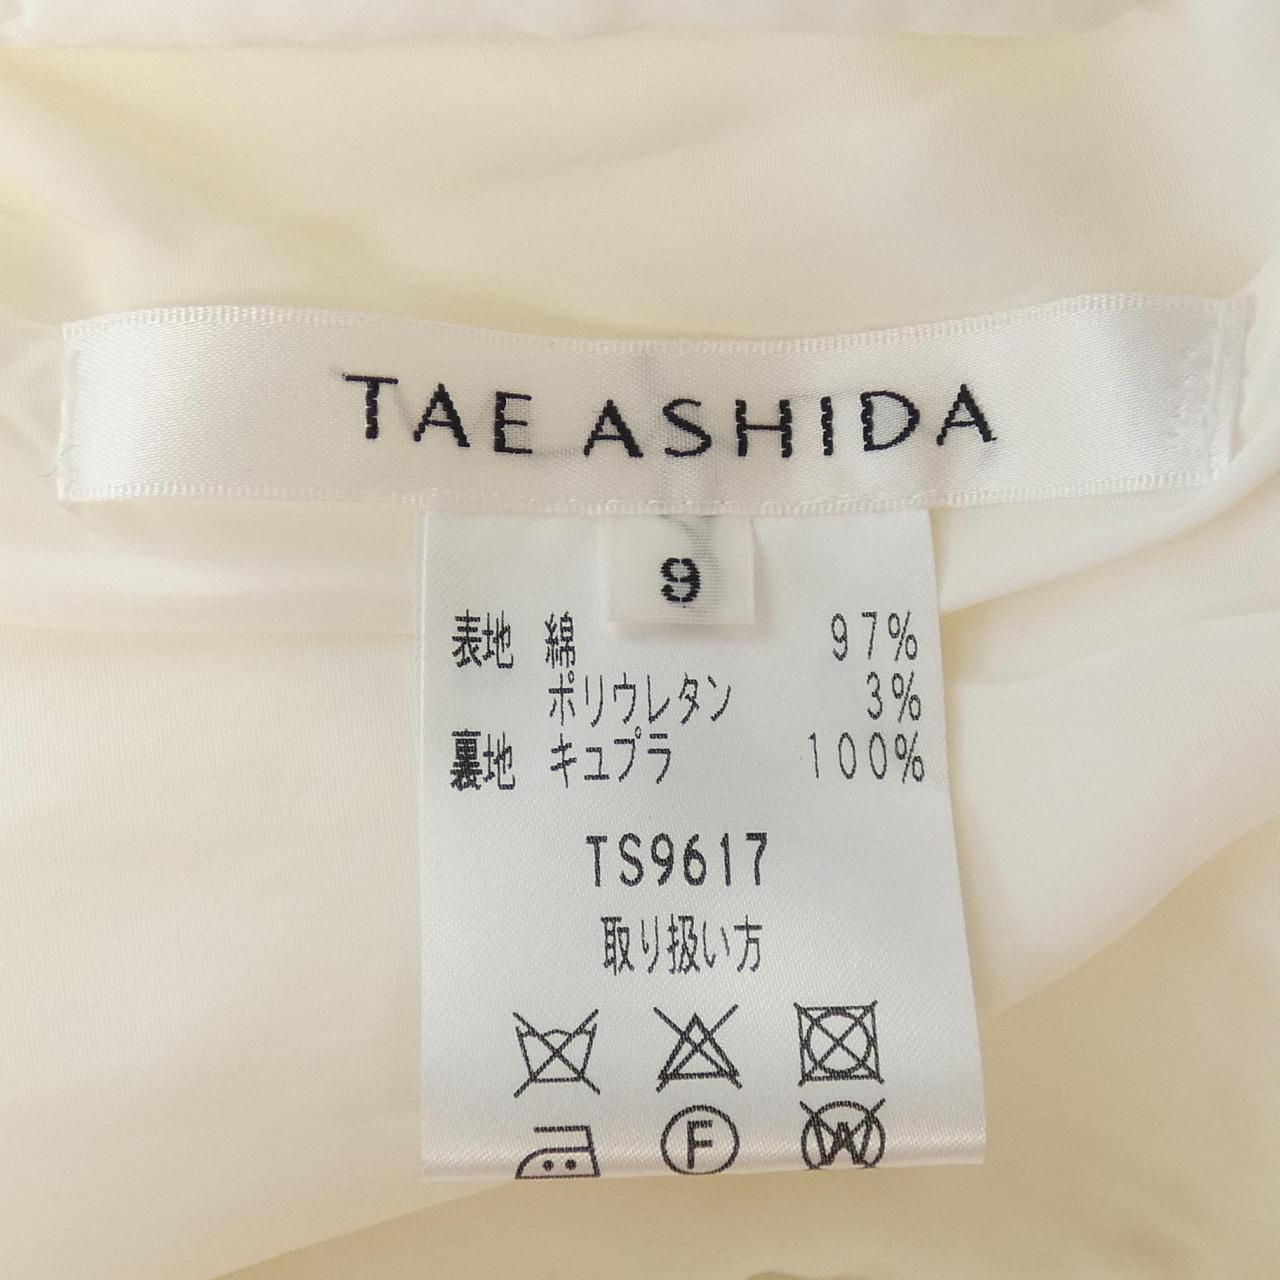 TAE ASHIDA
9
表地 綿 97%
ポリウレタン 3%
裏地 キュプラ 100%
TS9617
取り扱い方
F
W